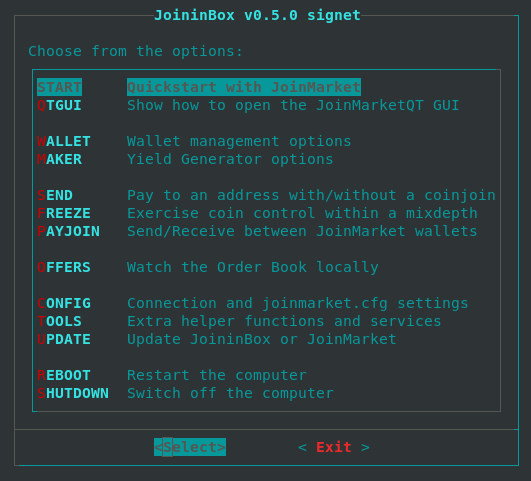 JoininBox v0.5.0 signet
Choose from the options:
START Quickstart with JoinMarket
QTGUI Show how to open the JoinMarketQT GUI
WALLET Wallet management options
MAKER Yield Generator options
SEND Pay to an address with/without a coinjoin
FREEZE Exercise coin control within a mixdepth
PAYJOIN Send/Receive between JoinMarket wallets
OFFERS Watch the Order Book locally
CONFIG Connection and joinmarket.cfg settings
TOOLS Extra helper functions and services
UPDATE Update JoininBox or JoinMarket
REBOOT Restart the computer
SHUTDOWN Switch off the computer
<Select> < Exit >